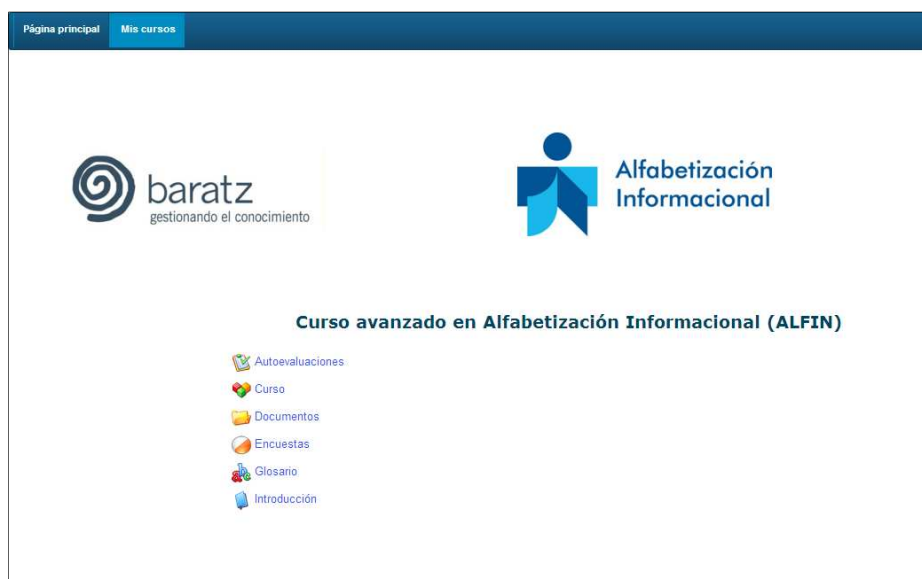 Página principal Mis cursos
baratz
gestionando el conocimiento
Alfabetización
Informacional
Curso avanzado en Alfabetización Informacional (ALFIN)
Autoevaluaciones
Curso
Documentos
Encuestas
Glosario
Introducción